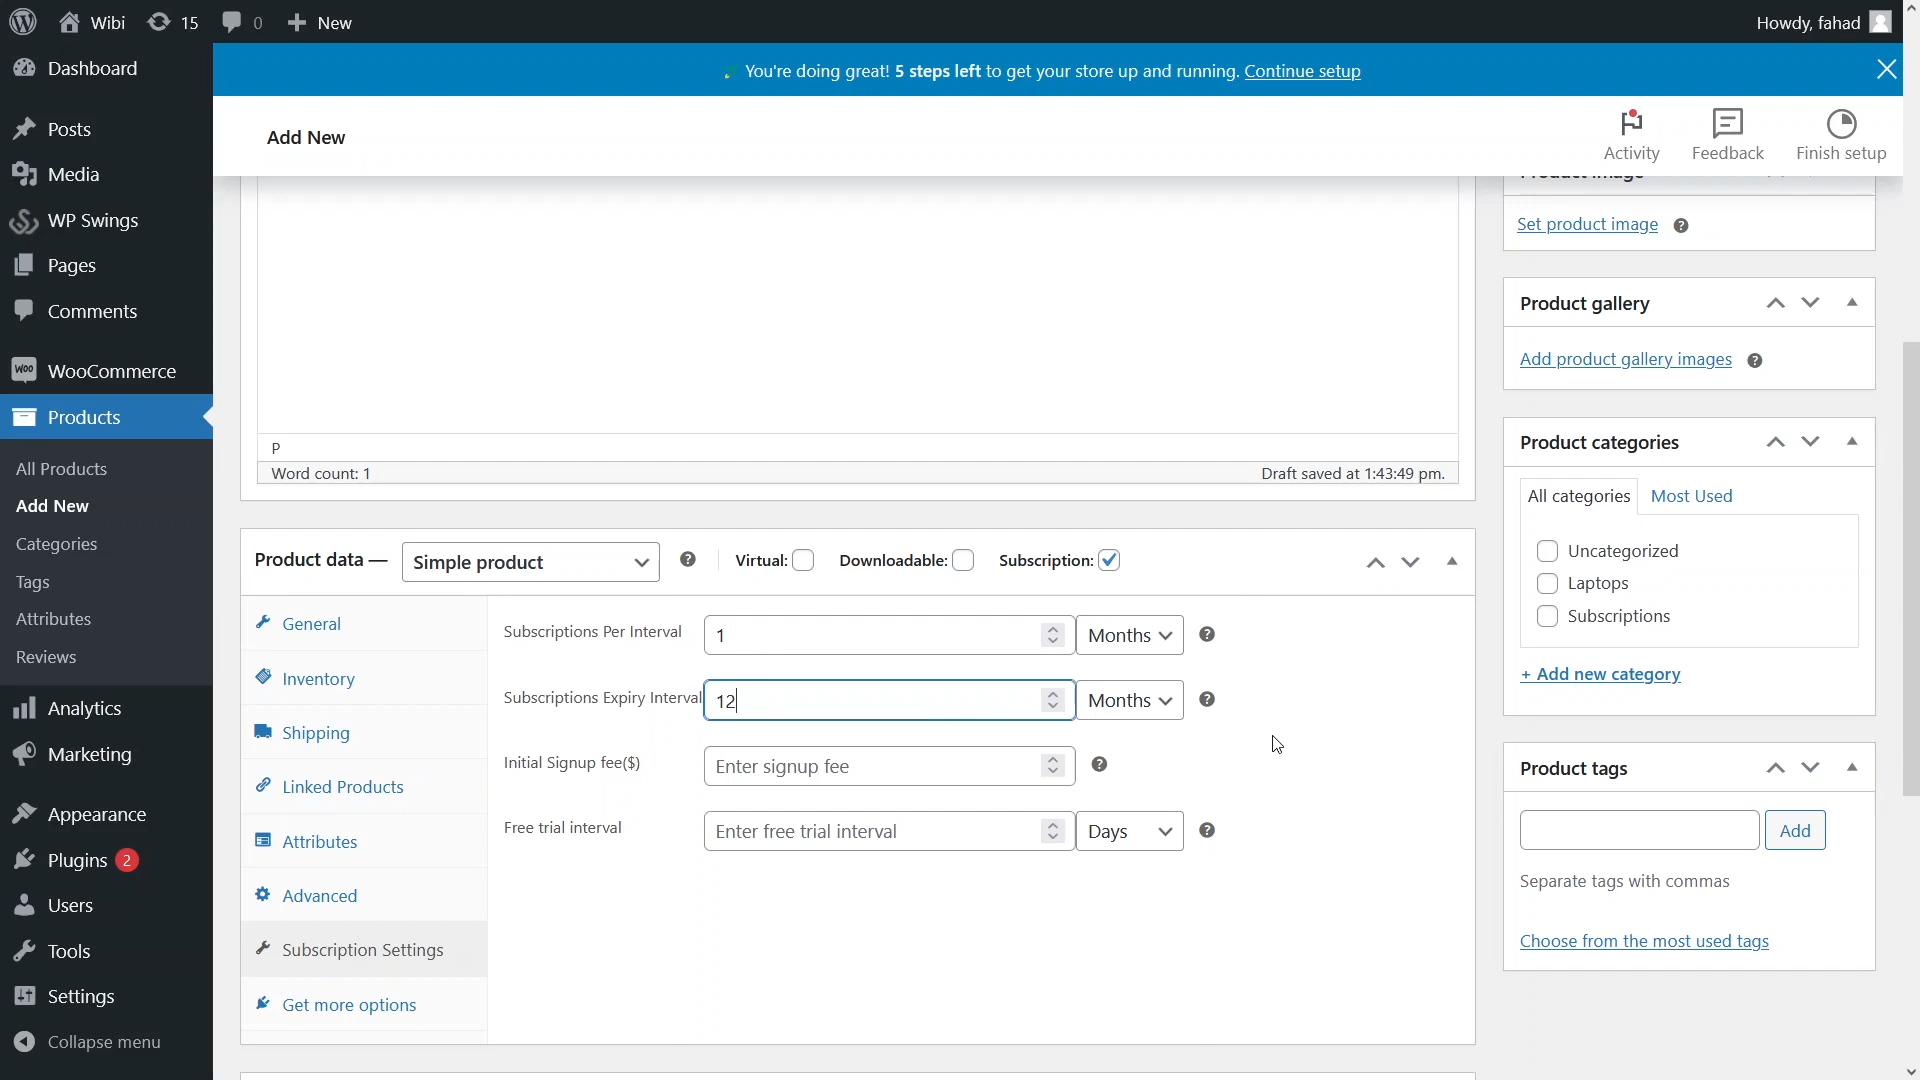 Wibi 15 0 New
Howdy, fahad
Dashboard
Posts
Media
WP Swings
Pages
Comments
WooCommerce
Products
All Products
Add New
Categories
Tags
Attributes
Reviews
Analytics
Marketing
Appearance
Plugins 2
Users
Tools
Settings
Collapse menu
You're doing great! 5 steps left to get your store up and running. Continue setup
Add New
Activity
Feedback
Finish setup
P
Word count: 1
Draft saved at 1:43:49 pm.
Product data —
Simple product
Virtual:
Downloadable:
Subscription:
General
Inventory
Shipping
Linked Products
Attributes
Advanced
Subscription Settings
Get more options
Subscriptions Per Interval 1 Months
Subscriptions Expiry Interval 12 Months
Initial Signup fee($) Enter signup fee
Free trial interval Enter free trial interval Days
Product image
Set product image
Product gallery
Add product gallery images
Product categories
All categories Most Used
Uncategorized
Laptops
Subscriptions
+ Add new category
Product tags
Add
Separate tags with commas
Choose from the most used tags